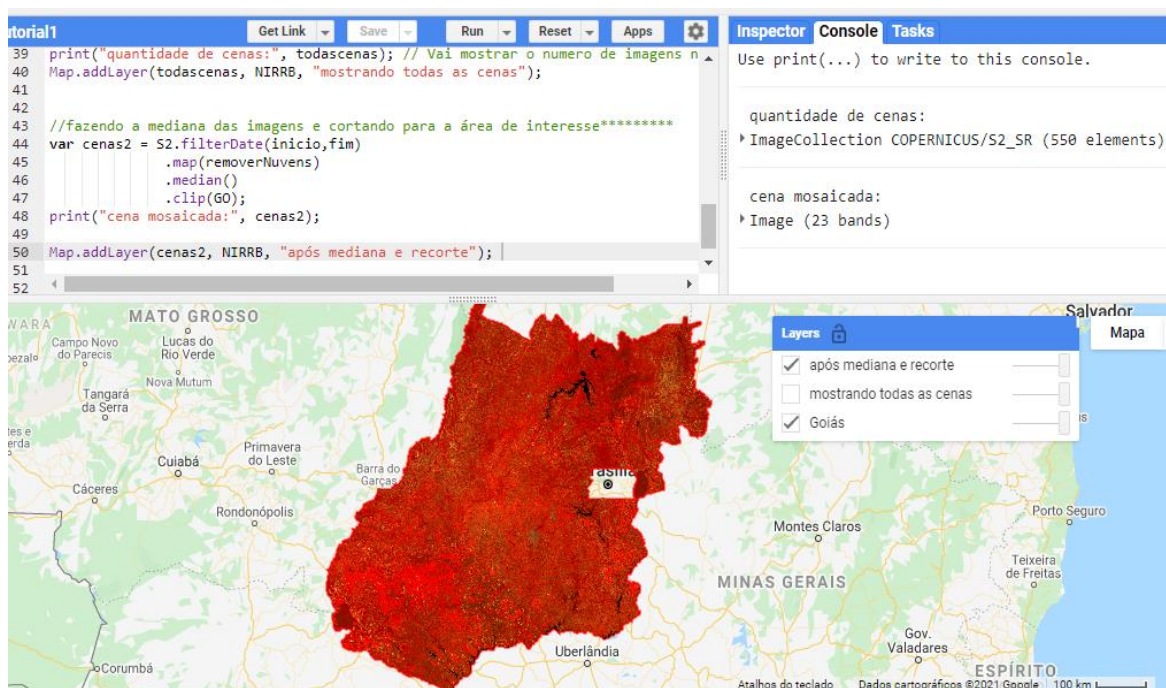 utorial1
Get Link
Save
Run
Reset
Apps
39 print("quantidade de cenas:", todascenas); // Vai mostrar o numero de imagens n
40 Map.addLayer(todascenas, NIRRB, "mostrando todas as cenas");
41
42
43 //fazendo a mediana das imagens e cortando para a área de interesse*********
44 var cenas2 = S2.filterDate(inicio,fim)
45 .map(removerNuvens)
46 .median()
47 .clip(GO);
48 print("cena mosaicada:", cenas2);
49
50 Map.addLayer(cenas2, NIRRB, "após mediana e recorte");
51
52
Inspector Console Tasks
Use print(...) to write to this console.
quantidade de cenas:
ImageCollection COPERNICUS/S2_SR (550 elements)
cena mosaicada:
Image (23 bands)
MATO GROSSO
Campo Novo
do Parecis
Lucas do
Rio Verde
Nova Mutum
Tangará
da Serra
Primavera
do Leste
Cuiabá
Barra do
Garças
Cáceres
Rondonópolis
Corumbá
Uberlândia
Salvador
Layers
após mediana e recorte
mostrando todas as cenas
Goiás
Mapa
Montes Claros
Porto Seguro
Teixeira
de Freitas
MINAS GERAIS
Gov.
Valadares
ESPÍRITO
Atalhos do teclado
Dados cartográficos ©2021 Google
100 km